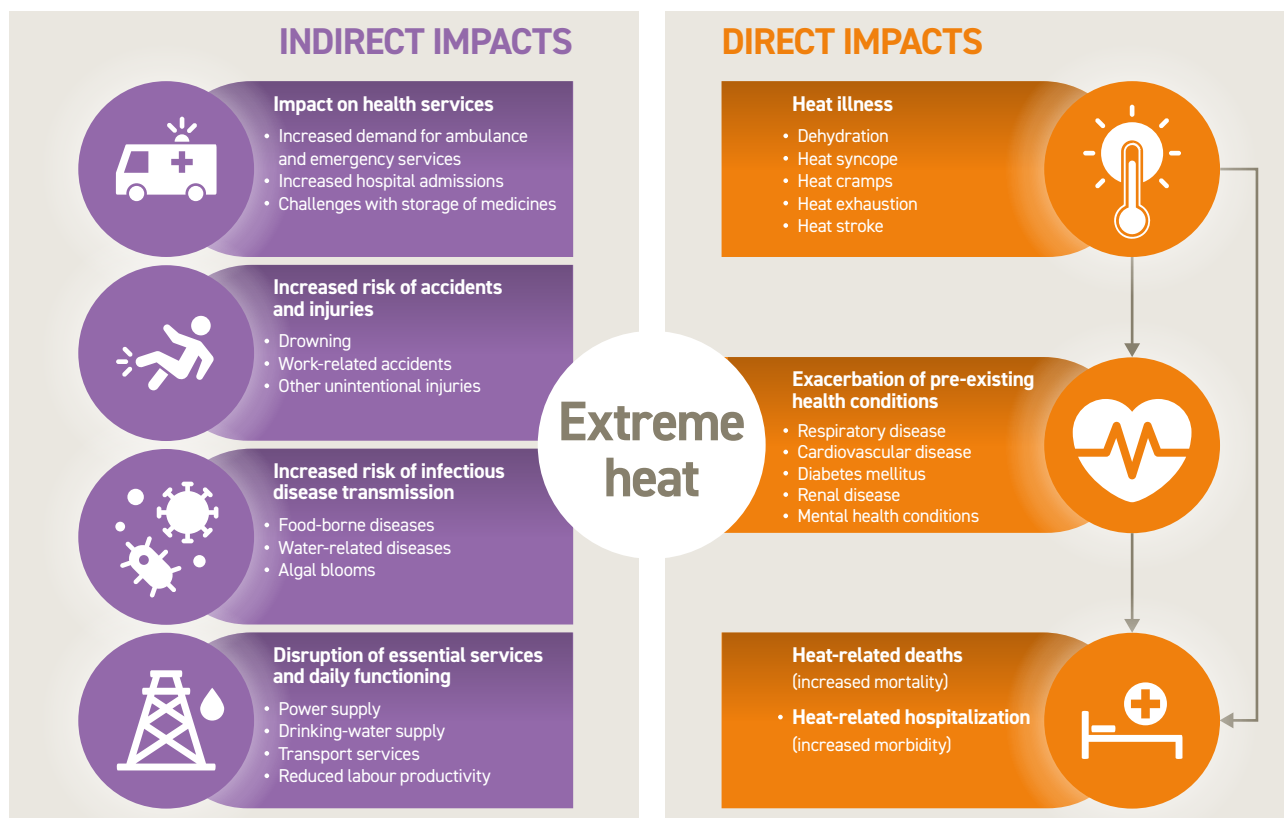 INDIRECT IMPACTS
Impact on health services
• Increased demand for ambulance
and emergency services
• Increased hospital admissions
• Challenges with storage of medicines
Increased risk of accidents
and injuries
• Drowning
• Work-related accidents
• Other unintentional injuries
Increased risk of infectious
disease transmission
• Food-borne diseases
• Water-related diseases
• Algal blooms
Disruption of essential services
and daily functioning
• Power supply
• Drinking-water supply
• Transport services
• Reduced labour productivity
Extreme
heat
DIRECT IMPACTS
Heat illness
• Dehydration
• Heat syncope
• Heat cramps
• Heat exhaustion
• Heat stroke
Exacerbation of pre-existing
health conditions
• Respiratory disease
• Cardiovascular disease
• Diabetes mellitus
• Renal disease
• Mental health conditions
Heat-related deaths
(increased mortality)
• Heat-related hospitalization
(increased morbidity)